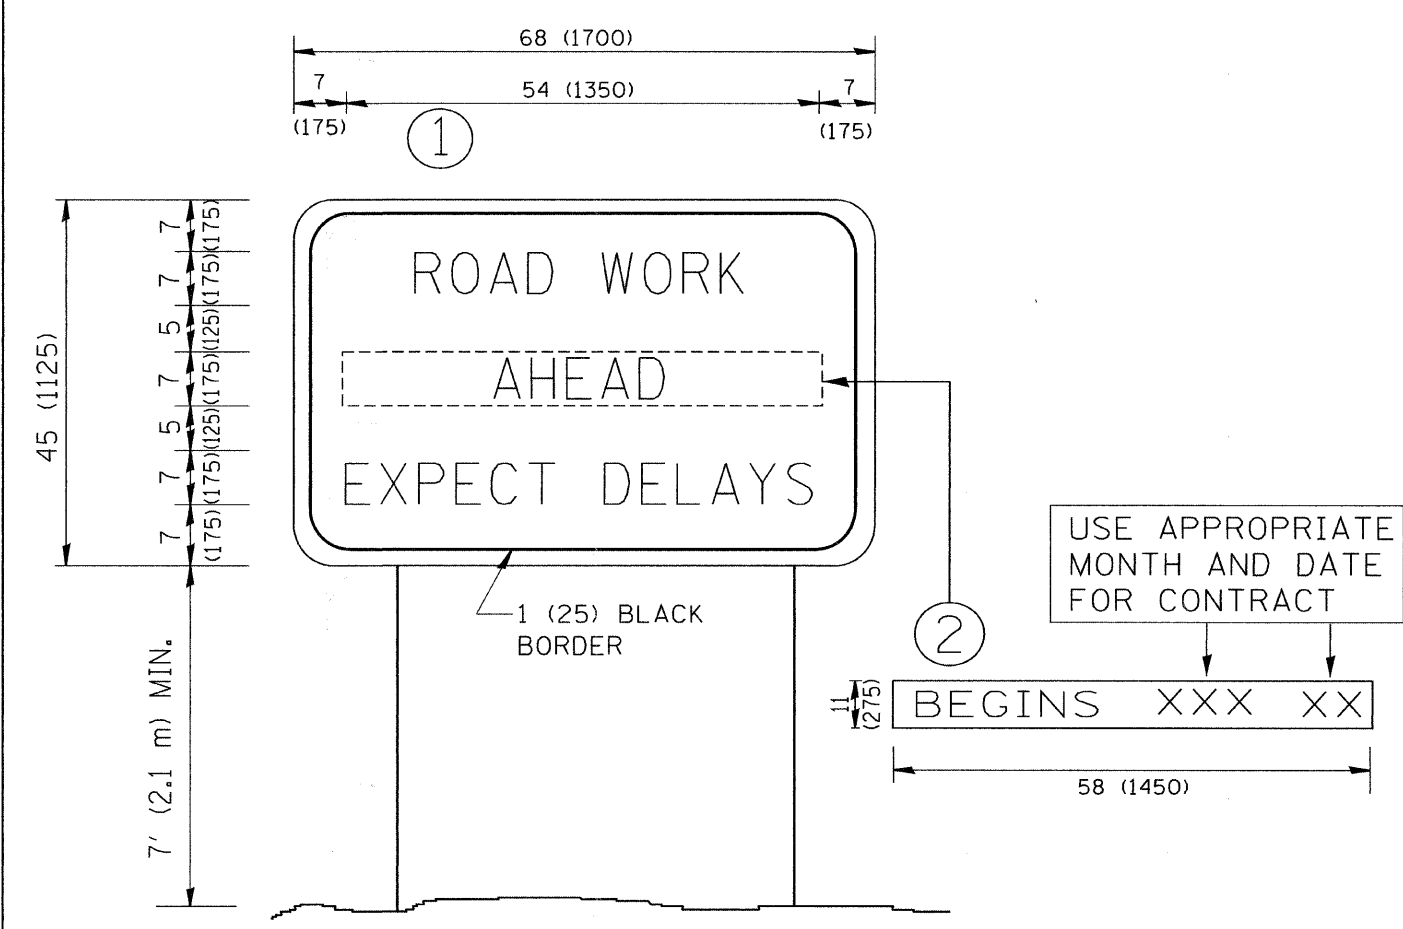 68 (1700)
7
54 (1350)
7
(175)
(175)
1
45 (1125)
7 (175)
7 (175)
5 (125)
7 (175)
5 (125)
7 (175)
7 (175)
ROAD WORK
AHEAD
EXPECT DELAYS
1 (25) BLACK
BORDER
7' (2.1 m) MIN.
USE APPROPRIATE
MONTH AND DATE
FOR CONTRACT
2
11
(275)
BEGINS XXX XX
58 (1450)